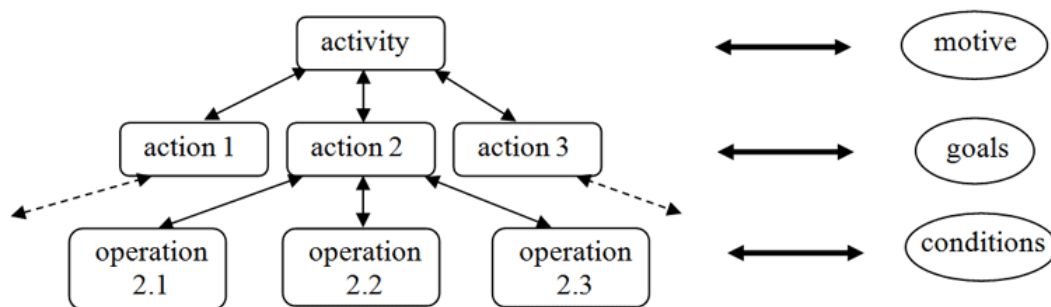 activity
motive
action 1
action 2
action 3
goals
operation
2.1
operation
2.2
operation
2.3
conditions